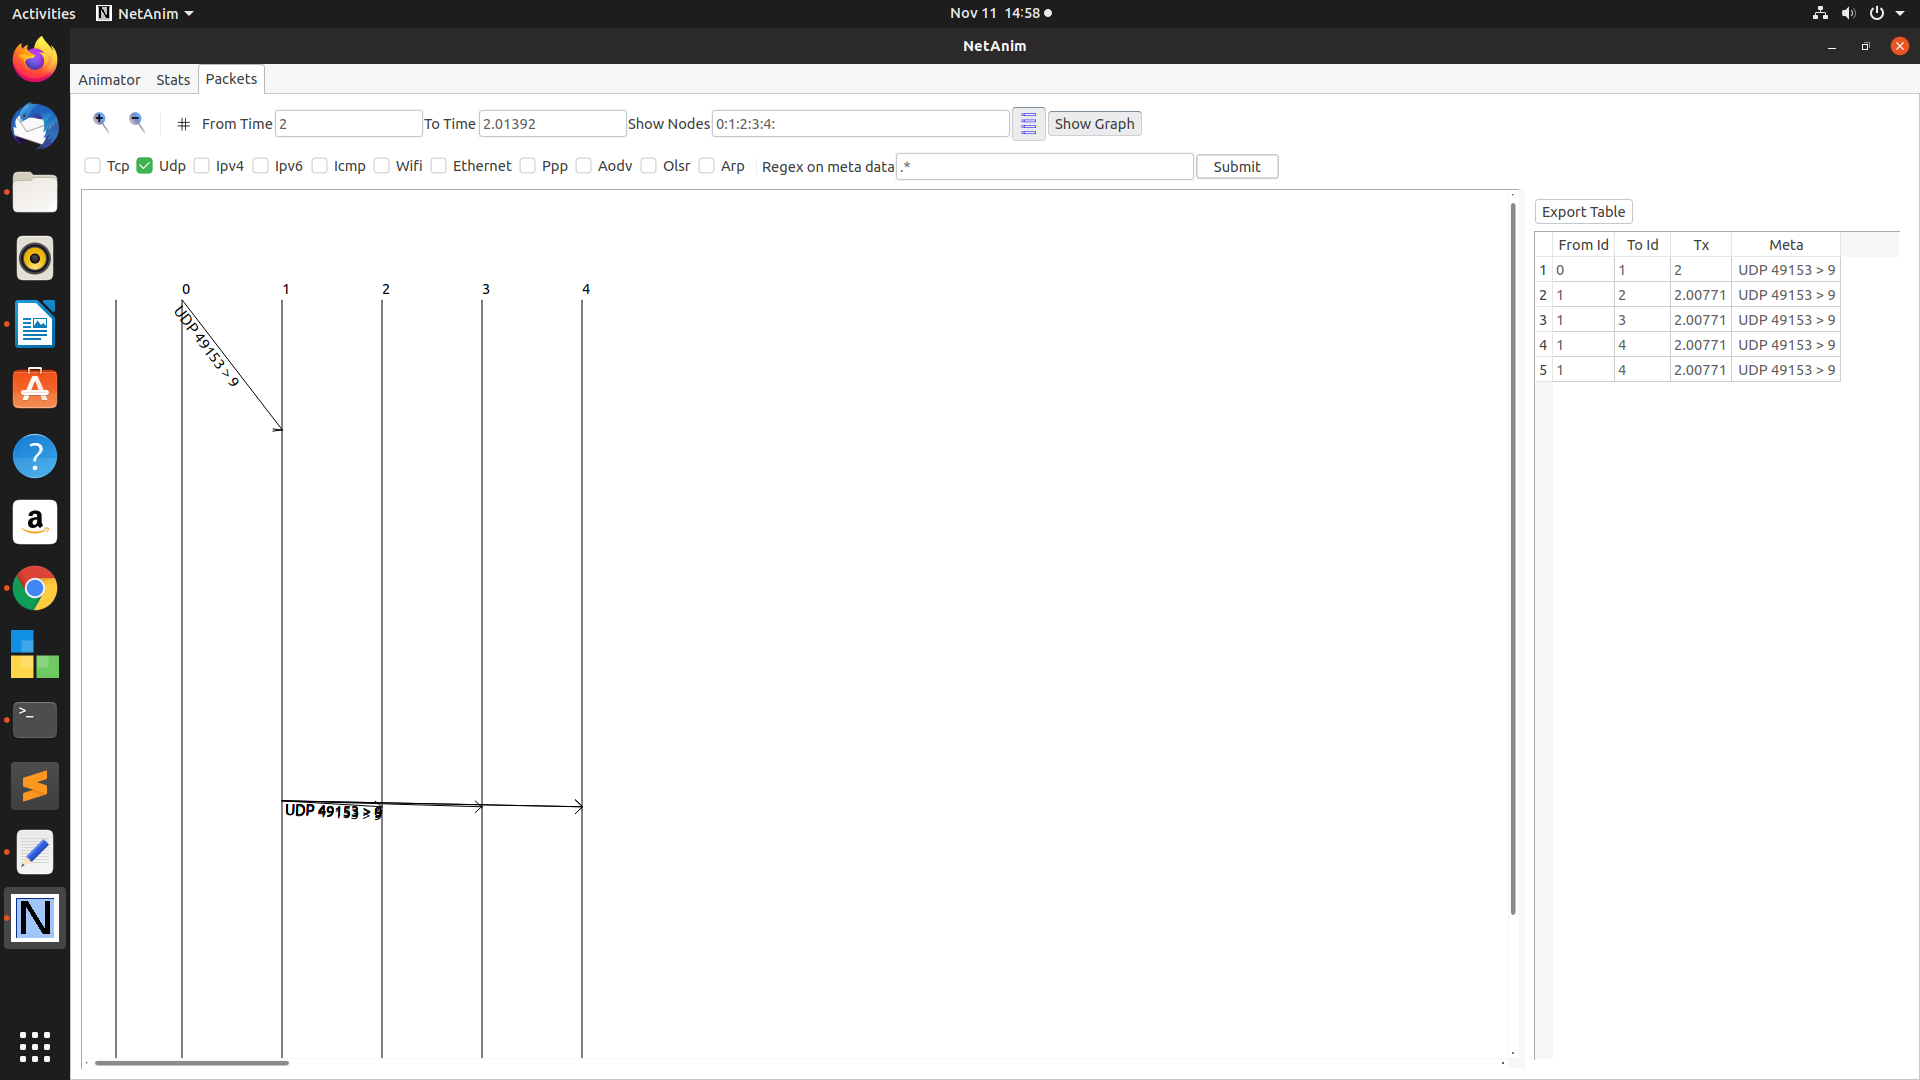 Activities NetAnim Nov 11 14:58
NetAnim
Animator Stats Packets
From Time 2 To Time 2.01392 Show Nodes 0:1:2:3:4: Show Graph
Tcp Udp Ipv4 Ipv6 Icmp Wifi Ethernet Ppp Aodv Olsr Arp Regex on meta data .* Submit
Export Table
From Id To Id Tx Meta
1 0 1 2 UDP 49153 > 9
2 1 2 2.00771 UDP 49153 > 9
3 1 3 2.00771 UDP 49153 > 9
4 1 4 2.00771 UDP 49153 > 9
5 1 4 2.00771 UDP 49153 > 9
0 1 2 3 4
UDP 49153 > 9
UDP 49153 > 9
?
a
>_
N